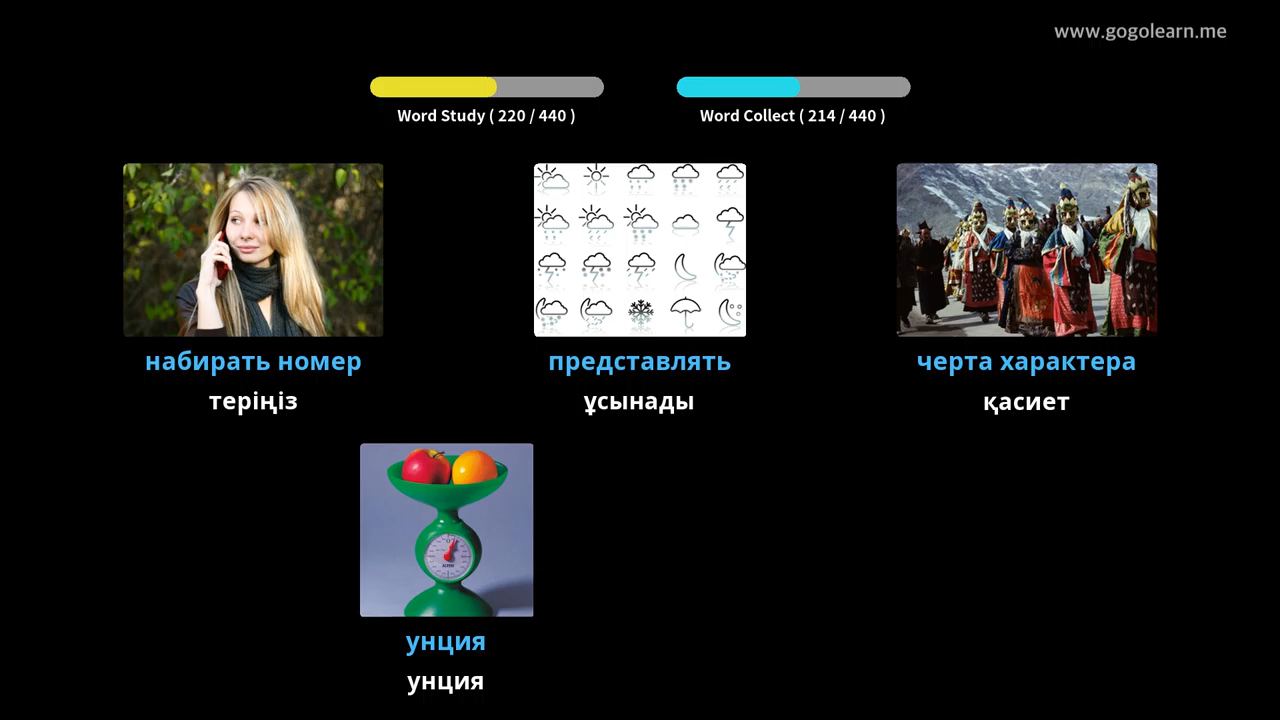 www.gogolearn.me
Word Study ( 220 / 440 )
Word Collect ( 214 / 440 )
набирать номер
теріңіз
представлять
ұсынады
черта характера
қасиет
унция
унция